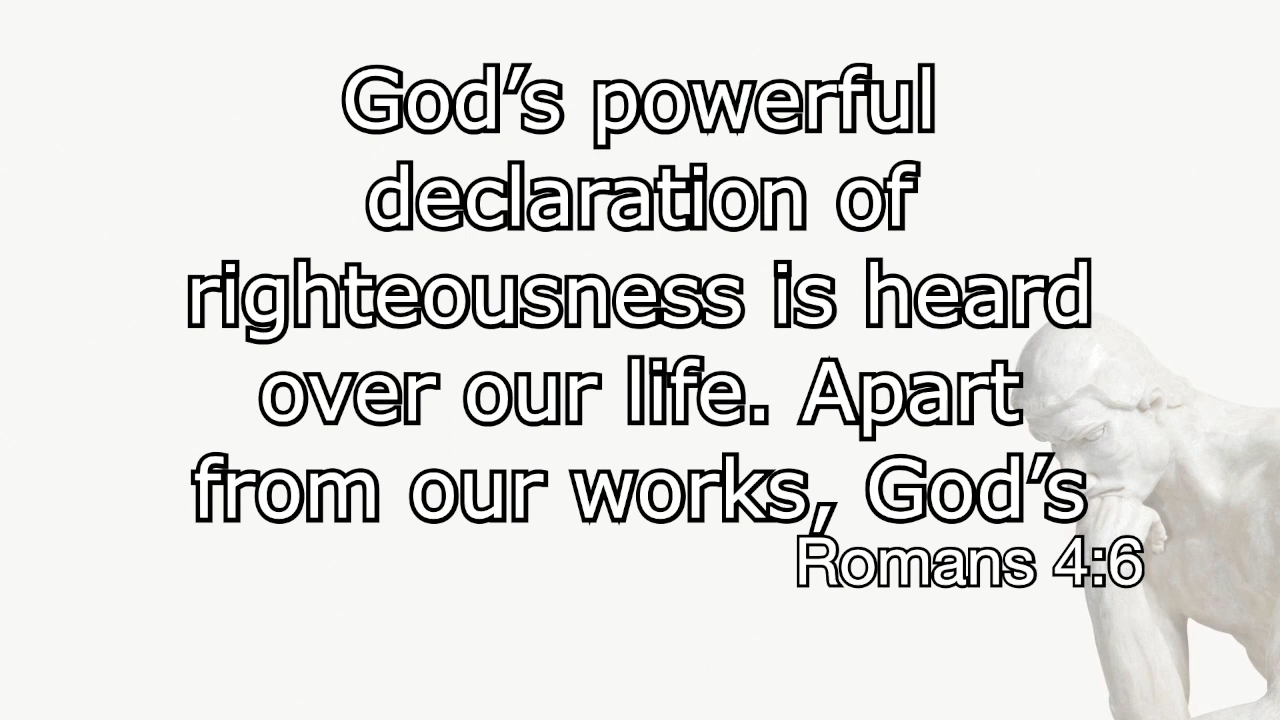 God’s powerful
declaration of
righteousness is heard
over our life. Apart
from our works, God’s
Romans 4:6